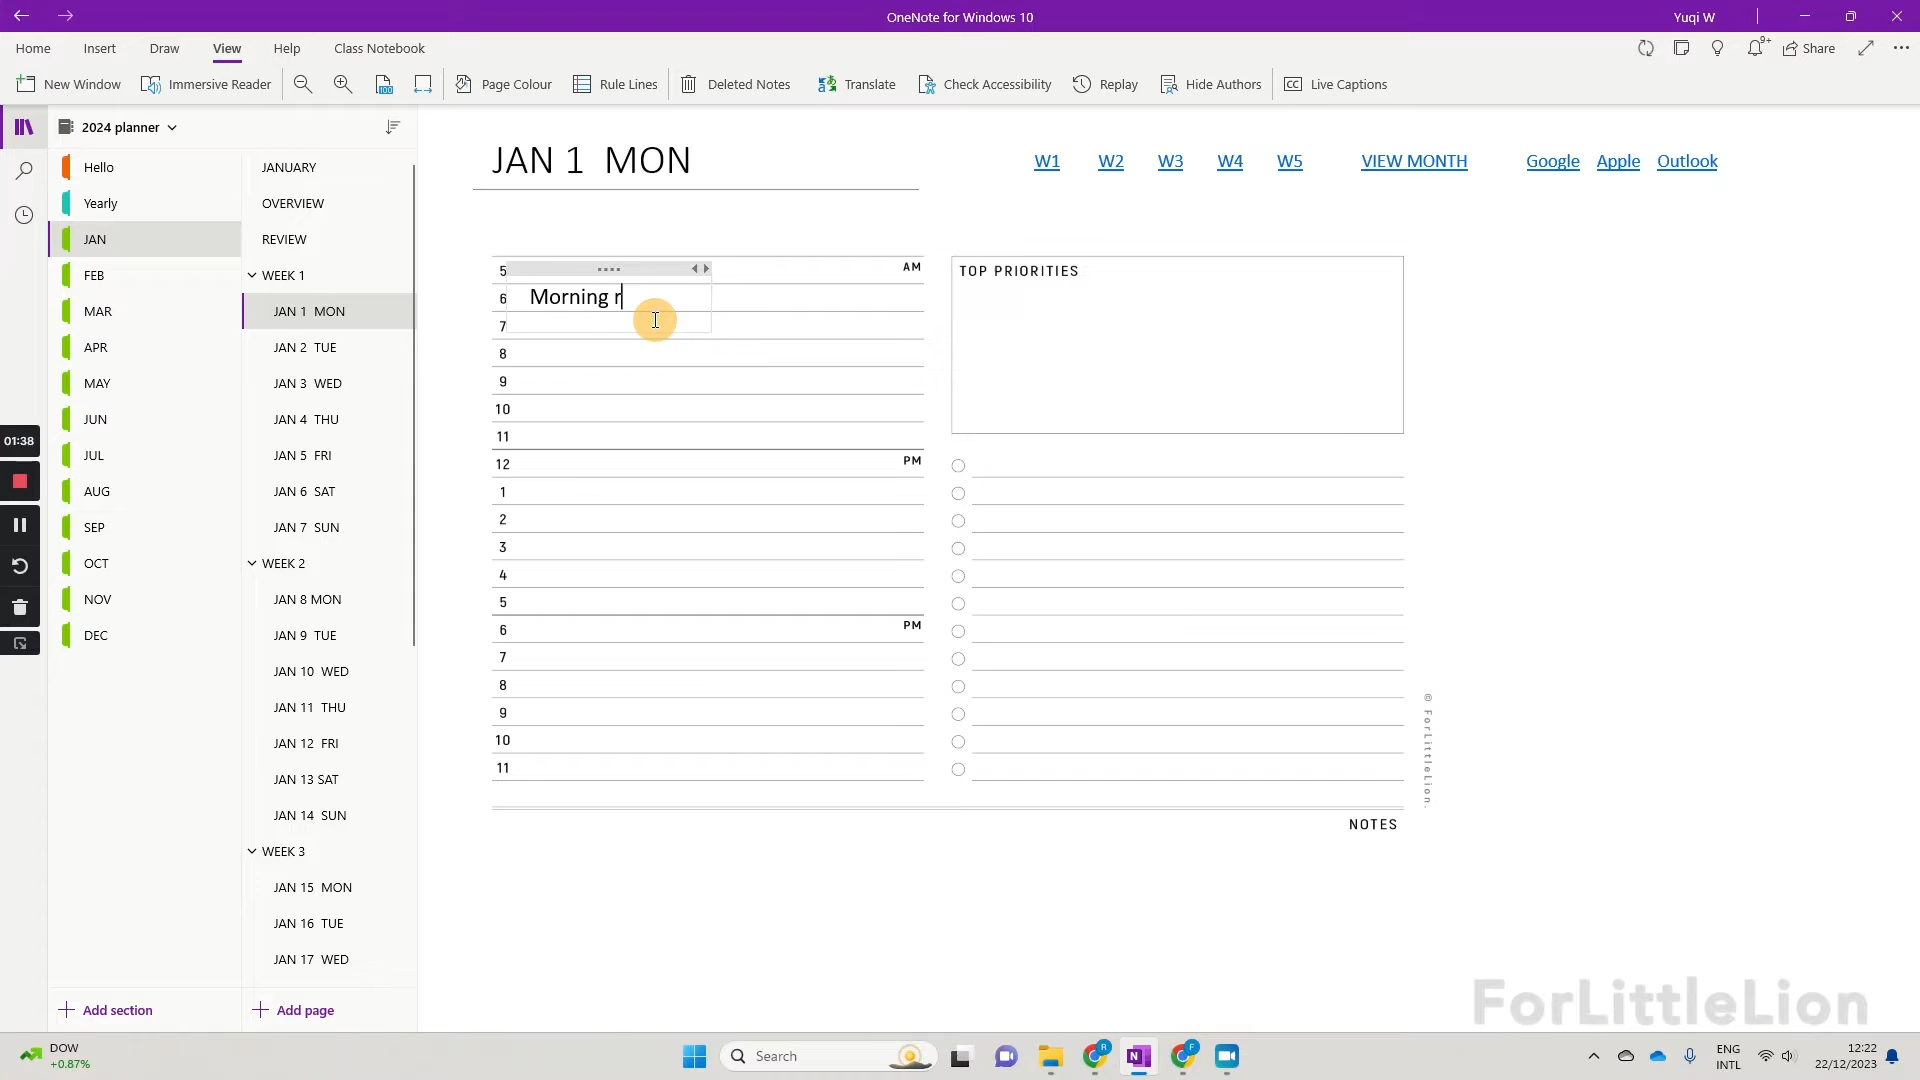 OneNote for Windows 10
Yuqi W
Home Insert Draw View Help Class Notebook
9+
Share
New Window Immersive Reader 100 Page Colour Rule Lines Deleted Notes Translate Check Accessibility Replay Hide Authors CC Live Captions
2024 planner
Hello
Yearly
JAN
FEB
MAR
APR
MAY
JUN
JUL
AUG
SEP
OCT
NOV
DEC
Add section
JANUARY
OVERVIEW
REVIEW
WEEK 1
JAN 1 MON
JAN 2 TUE
JAN 3 WED
JAN 4 THU
JAN 5 FRI
JAN 6 SAT
JAN 7 SUN
WEEK 2
JAN 8 MON
JAN 9 TUE
JAN 10 WED
JAN 11 THU
JAN 12 FRI
JAN 13 SAT
JAN 14 SUN
WEEK 3
JAN 15 MON
JAN 16 TUE
JAN 17 WED
Add page
01:38
JAN 1 MON
W1 W2 W3 W4 W5 VIEW MONTH Google Apple Outlook
5 AM
6 Morning r
7
8
9
10
11
12 PM
1
2
3
4
5
6 PM
7
8
9
10
11
TOP PRIORITIES
© ForLittleLion.
NOTES
ForLittleLion
DOW
+0.87%
Search
R
N
F
ENG
INTL
12:22
22/12/2023